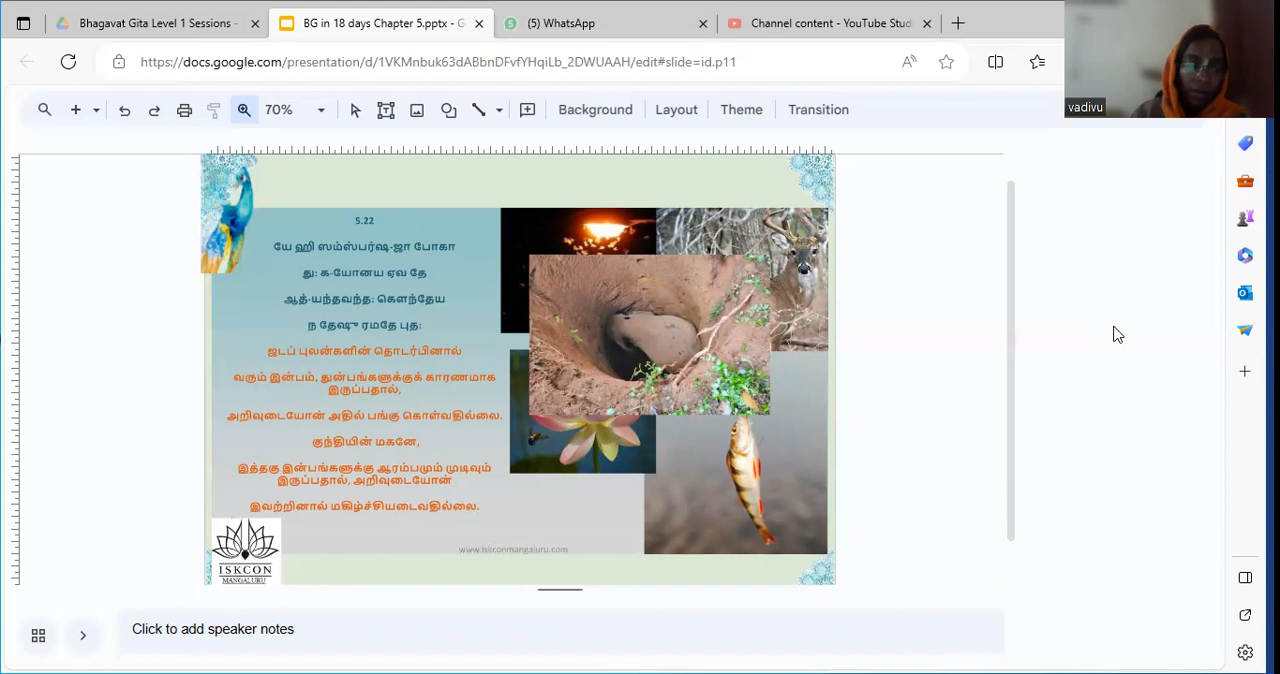 Bhagavat Gita Level 1 Sessions -
BG in 18 days Chapter 5.pptx - G
(5) WhatsApp
Channel content - YouTube Stud
https://docs.google.com/presentation/d/1VKMnbuk63dABbnDFvfYHqiLb_2DWUAAH/edit#slide=id.p11
vadivu
70%
Background
Layout
Theme
Transition
5.22
யே ஹி ஸம்ஸ்பர்ஷ-ஜா போகா
து: க-யோனய ஏவ தே
ஆத்-யந்தவந்த: கௌந்தேய
ந தேஷு ரமதே புத:
ஜடப் புலன்களின் தொடர்பினால்
வரும் இன்பம், துன்பங்களுக்குக் காரணமாக
இருப்பதால்,
அறிவுடையோன் அதில் பங்கு கொள்வதில்லை.
குந்தியின் மகனே,
இத்தகு இன்பங்களுக்கு ஆரம்பமும் முடிவும்
இருப்பதால், அறிவுடையோன்
இவற்றினால் மகிழ்ச்சியடைவதில்லை.
www.iskconmangaluru.com
ISKCON
MANGALURU
Click to add speaker notes